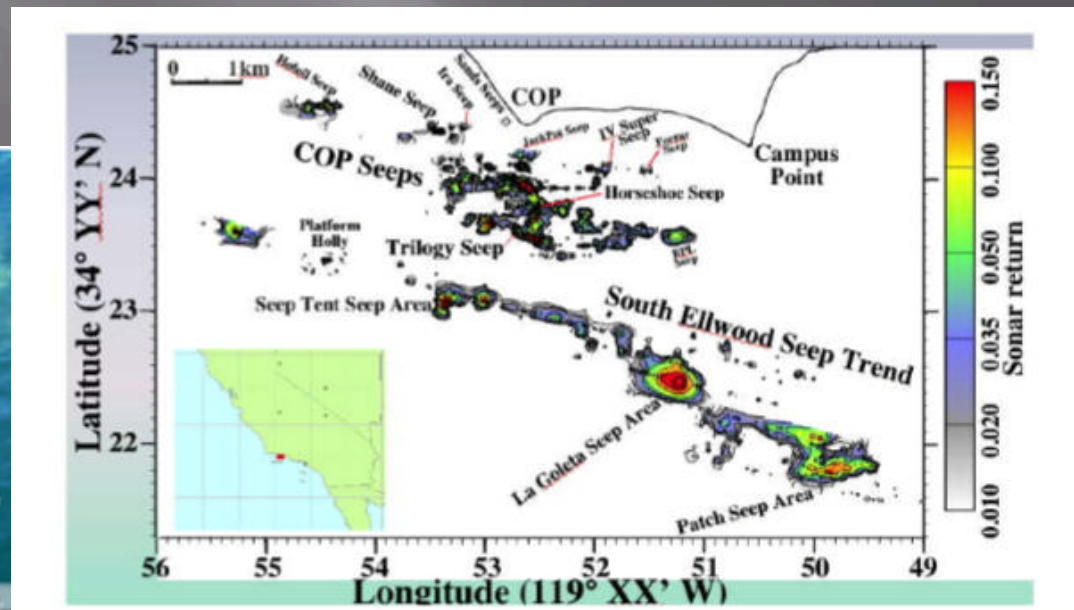 25
24
23
22
Latitude (34° YY' N)
0 1km
Shane Seep
Ira Seep
Sands Seeps
COP
JackPot Seep
IV Super
Seep
Campus
Point
COP Seeps
Horseshoe Seep
Platform
Holly
Trilogy Seep
Seep
Seep Tent Seep Area
South Ellwood Seep Trend
La Goleta Seep Area
Patch Seep Area
56 55 54 53 52 51 50 49
Longitude (119° XX' W)
0.150
0.100
0.050
0.035
0.020
0.010
Sonar return